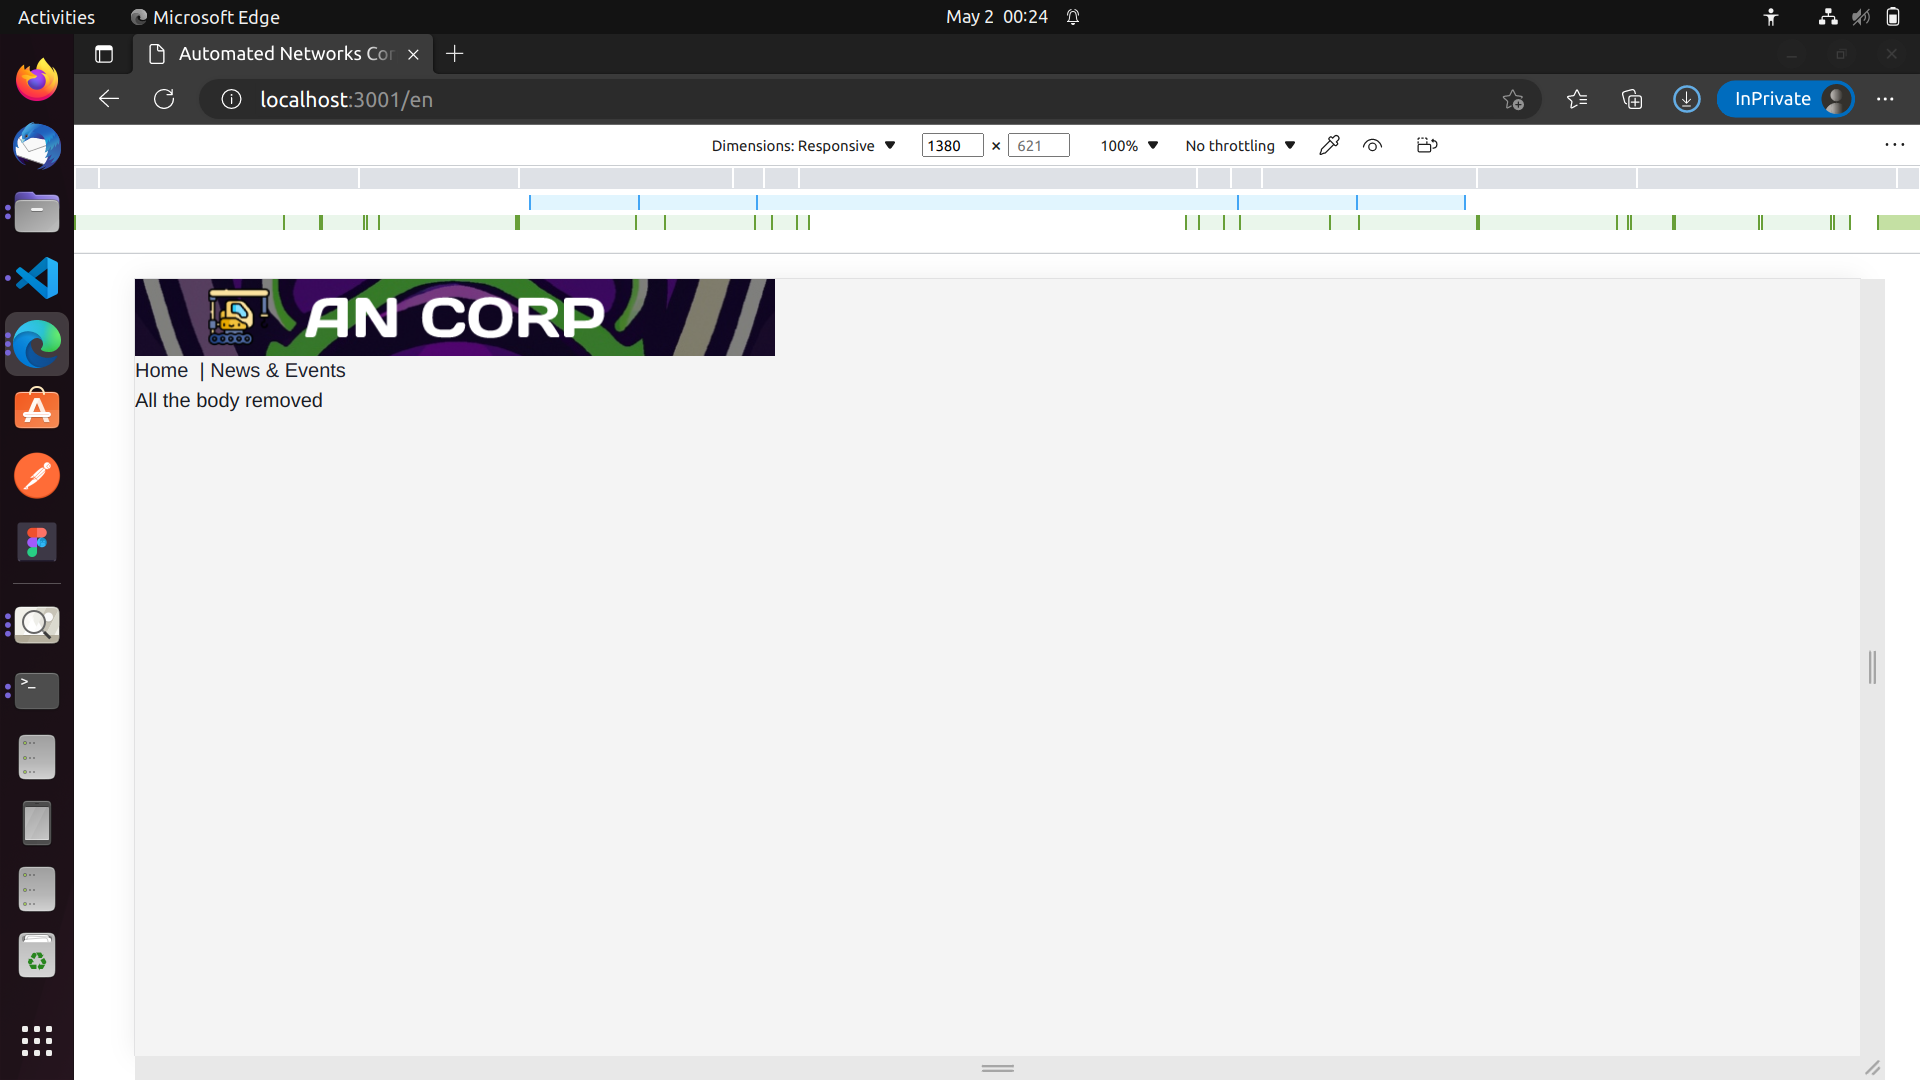 Activities
Microsoft Edge
May 2 00:24
Automated Networks Cor
localhost:3001/en
InPrivate
Dimensions: Responsive
1380 × 621
100%
No throttling
AN CORP
Home | News & Events
All the body removed